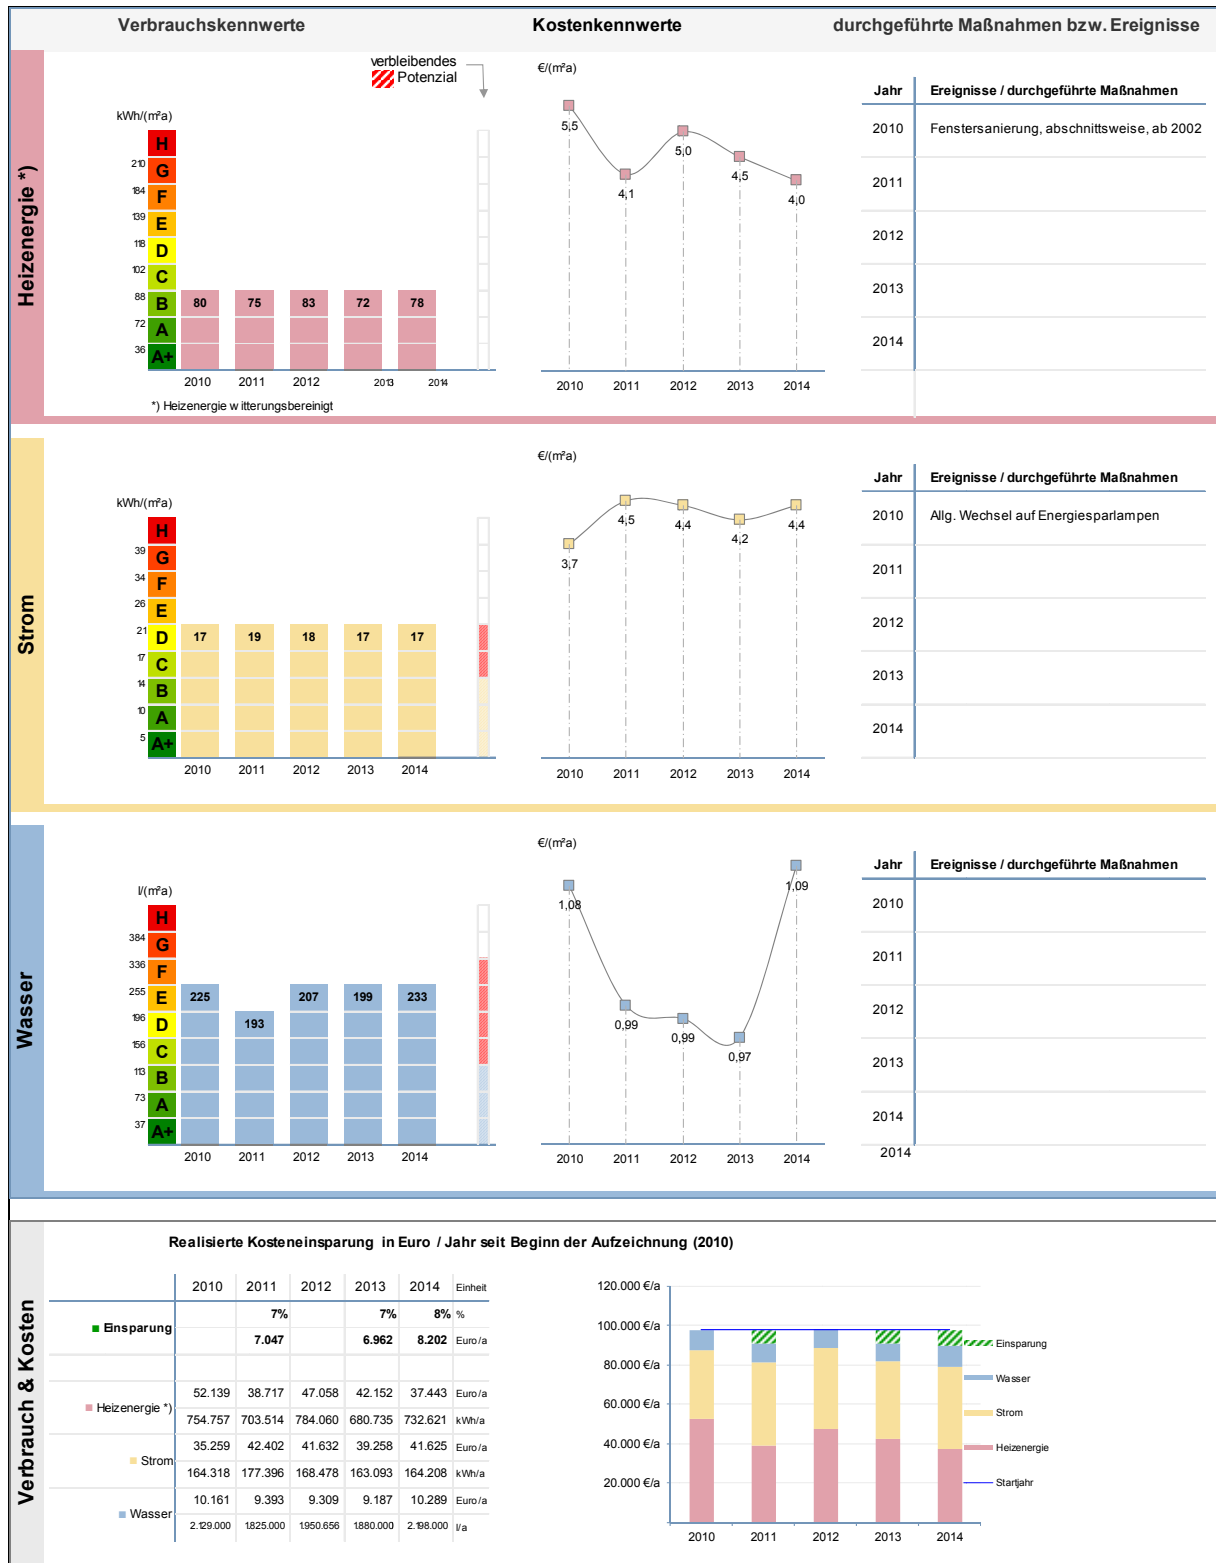 Verbrauchskennwerte
Kostenkennwerte
durchgeführte Maßnahmen bzw. Ereignisse
Heizenergie *)
verbleibendes
Potenzial
kWh/(m²a)
H
210
G
184
F
139
E
118
D
102
C
88
B
80
75
83
72
78
72
A
36
A+
2010
2011
2012
2013
2014
*) Heizenergie w itterungsbereinigt
€/(m²a)
5,5
4,1
5,0
4,5
4,0
2010
2011
2012
2013
2014
Jahr
Ereignisse / durchgeführte Maßnahmen
2010
Fenstersanierung, abschnittsweise, ab 2002
2011
2012
2013
2014
Strom
kWh/(m²a)
H
39
G
34
F
26
E
21
D
17
19
18
17
17
17
C
14
B
10
A
5
A+
2010
2011
2012
2013
2014
€/(m²a)
3,7
4,5
4,4
4,2
4,4
2010
2011
2012
2013
2014
Jahr
Ereignisse / durchgeführte Maßnahmen
2010
Allg. Wechsel auf Energiesparlampen
2011
2012
2013
2014
Wasser
l/(m²a)
H
384
G
336
F
255
E
225
193
207
199
233
196
D
156
C
113
B
73
A
37
A+
2010
2011
2012
2013
2014
€/(m²a)
1,08
0,99
0,99
0,97
1,09
2010
2011
2012
2013
2014
Jahr
Ereignisse / durchgeführte Maßnahmen
2010
2011
2012
2013
2014
2014
Verbrauch & Kosten
Realisierte Kosteneinsparung in Euro / Jahr seit Beginn der Aufzeichnung (2010)
2010 2011 2012 2013 2014 Einheit
Einsparung
7% 7% 8% %
7.047 6.962 8.202 Euro/a
Heizenergie *)
52.139 38.717 47.058 42.152 37.443 Euro/a
754.757 703.514 784.060 680.735 732.621 kWh/a
Strom
35.259 42.402 41.632 39.258 41.625 Euro/a
164.318 177.396 168.478 163.093 164.208 kWh/a
Wasser
10.161 9.393 9.309 9.187 10.289 Euro/a
2.129.000 1.825.000 1.950.656 1.880.000 2.198.000 l/a
120.000 €/a
100.000 €/a
80.000 €/a
60.000 €/a
40.000 €/a
20.000 €/a
2010
2011
2012
2013
2014
Einsparung
Wasser
Strom
Heizenergie
Startjahr